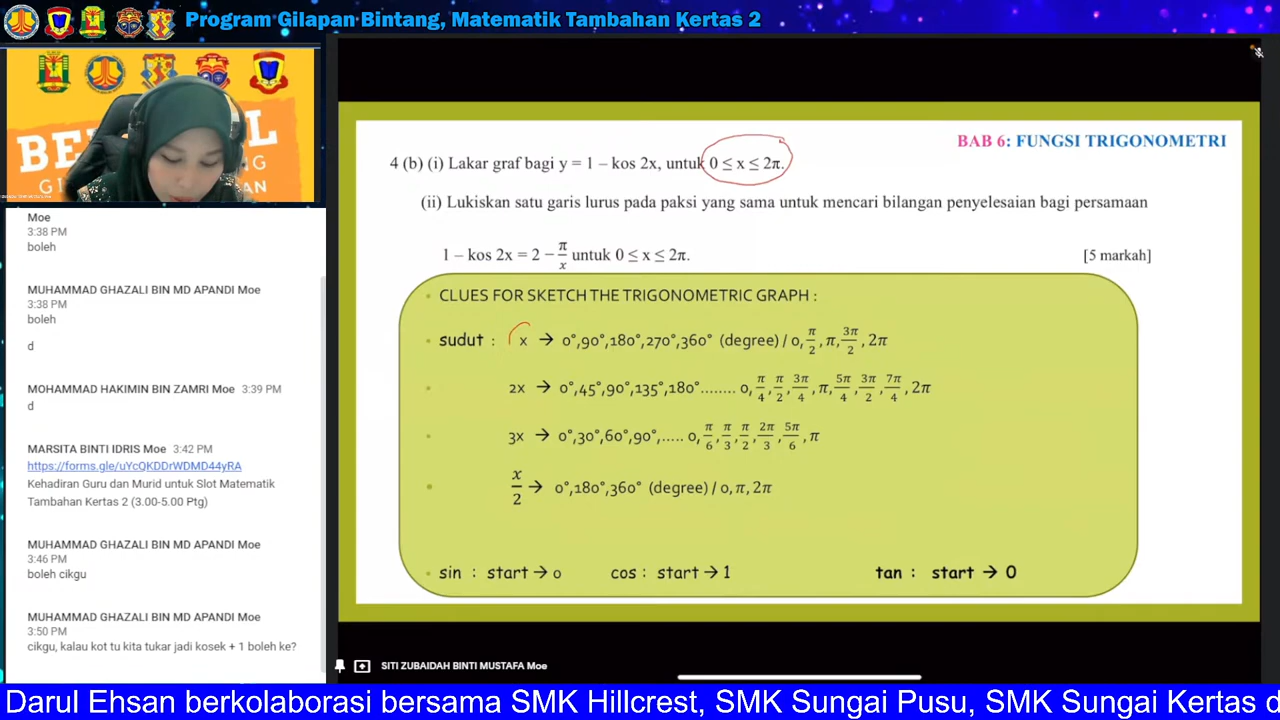 Program Gilapan Bintang, Matematik Tambahan Kertas 2
Moe
3:38 PM
boleh
MUHAMMAD GHAZALI BIN MD APANDI Moe
3:38 PM
boleh
d
MOHAMMAD HAKIMIN BIN ZAMRI Moe 3:39 PM
d
MARSITA BINTI IDRIS Moe 3:42 PM
https://forms.gle/uYcQKDDrWDMD44yRA
Kehadiran Guru dan Murid untuk Slot Matematik
Tambahan Kertas 2 (3.00-5.00 Ptg)
MUHAMMAD GHAZALI BIN MD APANDI Moe
3:46 PM
boleh cikgu
MUHAMMAD GHAZALI BIN MD APANDI Moe
3:50 PM
cikgu, kalau kot tu kita tukar jadi kosek + 1 boleh ke?
BAB 6: FUNGSI TRIGONOMETRI
4 (b) (i) Lakar graf bagi y = 1 – kos 2x, untuk 0 ≤ x ≤ 2π.
(ii) Lukiskan satu garis lurus pada paksi yang sama untuk mencari bilangan penyelesaian bagi persamaan
1 – kos 2x = 2 − π/x untuk 0 ≤ x ≤ 2π. [5 markah]
• CLUES FOR SKETCH THE TRIGONOMETRIC GRAPH :
• sudut : x → 0°,90°,180°,270°,360° (degree) / 0, π/2, π, 3π/2, 2π
• 2x → 0°,45°,90°,135°,180°........ 0, π/4, π/2, 3π/4, π, 5π/4, 3π/2, 7π/4, 2π
• 3x → 0°,30°,60°,90°,..... 0, π/6, π/3, π/2, 2π/3, 5π/6, π
• x/2 → 0°,180°,360° (degree) / 0, π, 2π
• sin : start → 0 cos : start → 1 tan : start → 0
SITI ZUBAIDAH BINTI MUSTAFA Moe
Darul Ehsan berkolaborasi bersama SMK Hillcrest, SMK Sungai Pusu, SMK Sungai Kertas d